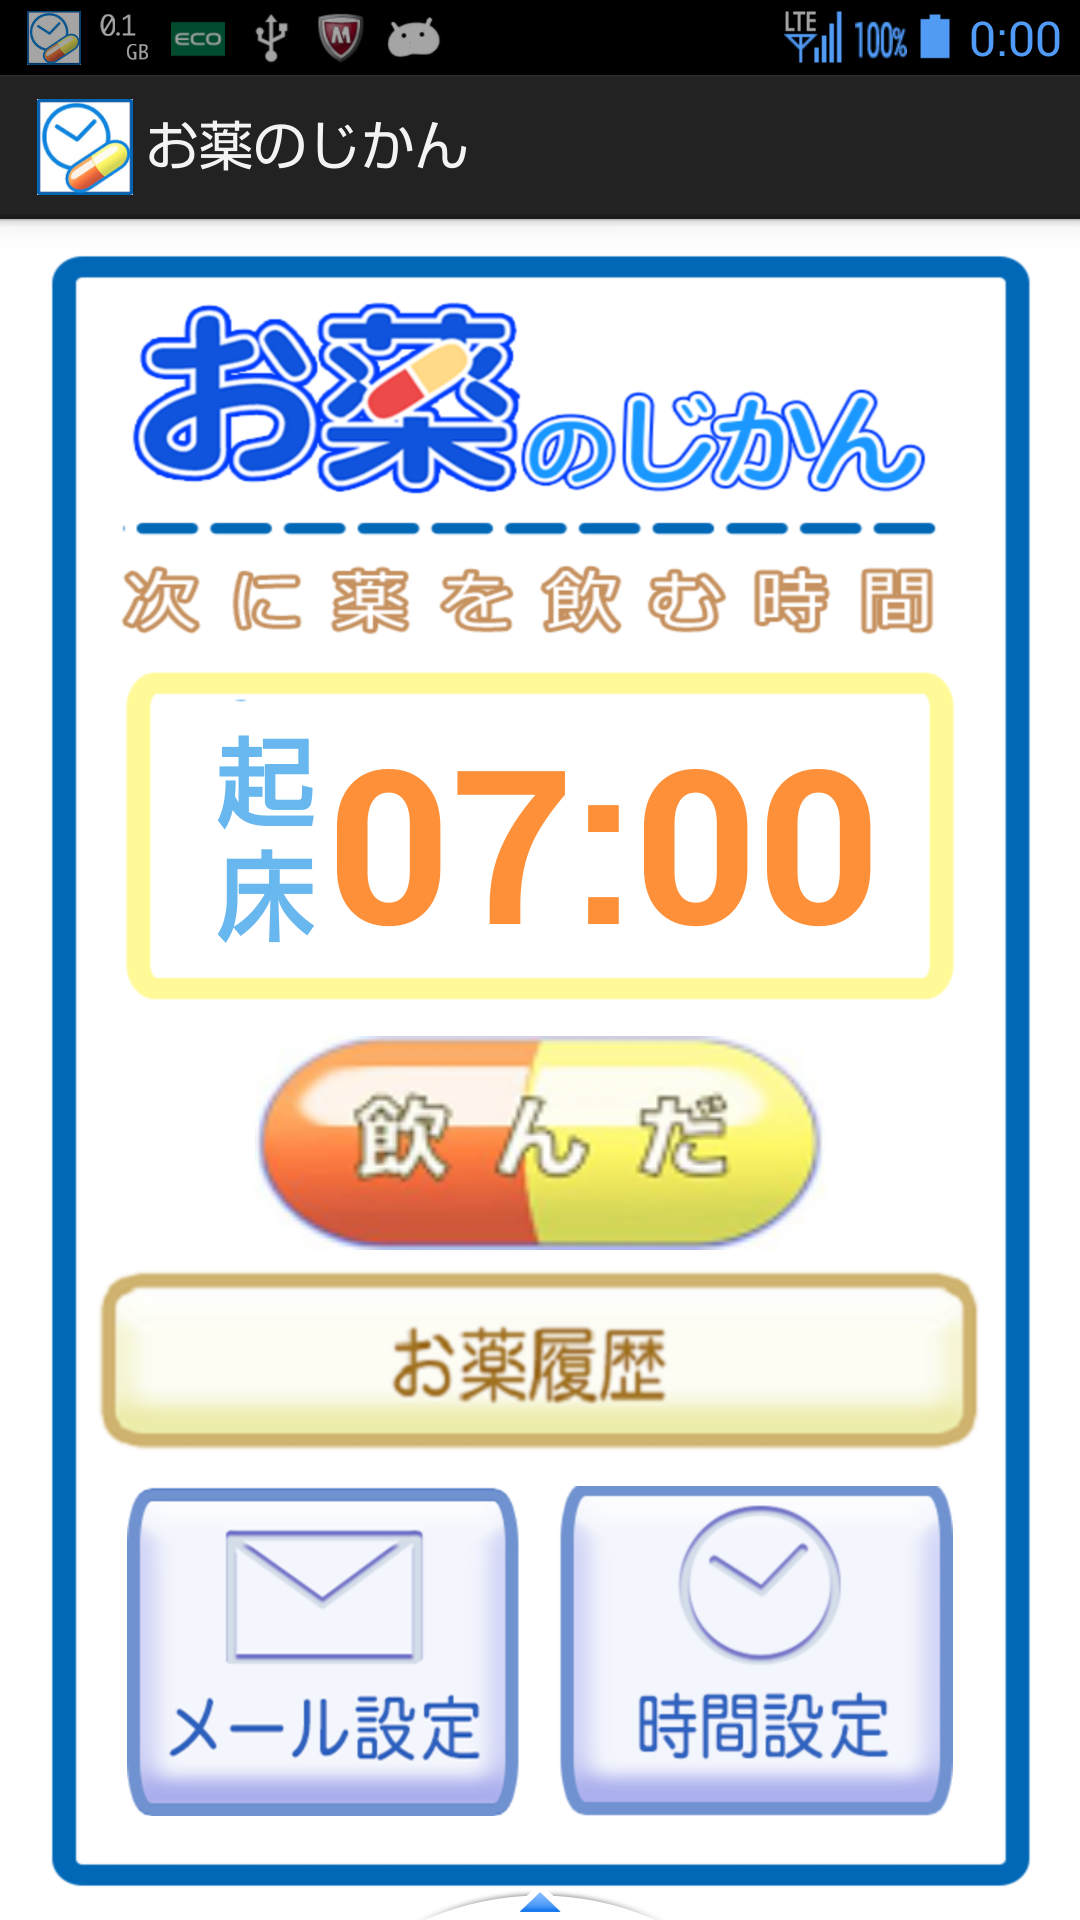 0.1
GB
ECO
M
LTE
100%
0:00
お薬のじかん
お薬のじかん
次に薬を飲む時間
起床
07:00
飲んだ
お薬履歴
メール設定
時間設定